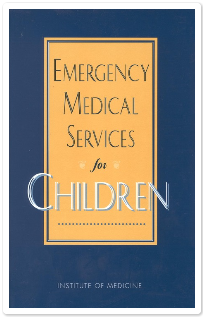 EMERGENCY
MEDICAL
SERVICES
for
CHILDREN
INSTITUTE OF MEDICINE